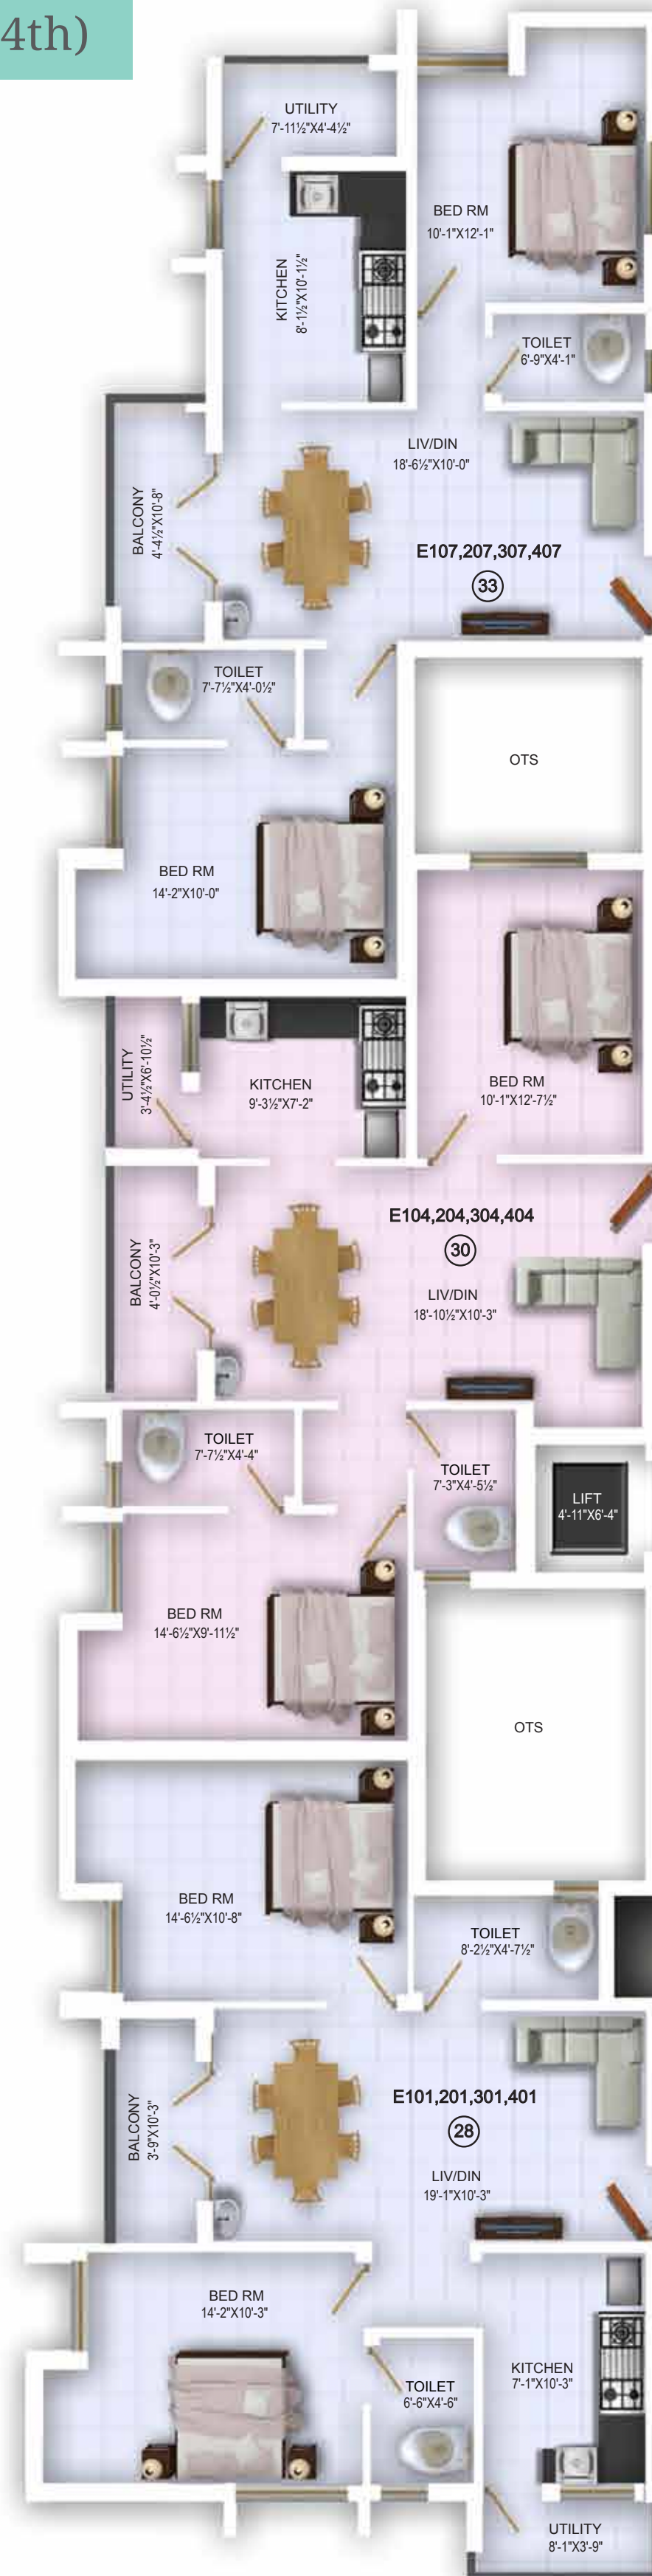 4th)
UTILITY
7'-11½"X4'-4½"
BED RM
10'-1"X12'-1"
KITCHEN
8'-1½"X10'-1½"
TOILET
6'-9"X4'-1"
LIV/DIN
18'-6½"X10'-0"
BALCONY
4'-4½"X10'-8"
E107,207,307,407
33
TOILET
7'-7½"X4'-0½"
OTS
BED RM
14'-2"X10'-0"
UTILITY
3'-4½"X6'-10½"
KITCHEN
9'-3½"X7'-2"
BED RM
10'-1"X12'-7½"
E104,204,304,404
30
BALCONY
4'-0½"X10'-3"
LIV/DIN
18'-10½"X10'-3"
TOILET
7'-7½"X4'-4"
TOILET
7'-3"X4'-5½"
LIFT
4'-11"X6'-4"
BED RM
14'-6½"X9'-11½"
OTS
BED RM
14'-6½"X10'-8"
TOILET
8'-2½"X4'-7½"
E101,201,301,401
28
BALCONY
3'-9"X10'-3"
LIV/DIN
19'-1"X10'-3"
BED RM
14'-2"X10'-3"
KITCHEN
7'-1"X10'-3"
TOILET
6'-6"X4'-6"
UTILITY
8'-1"X3'-9"